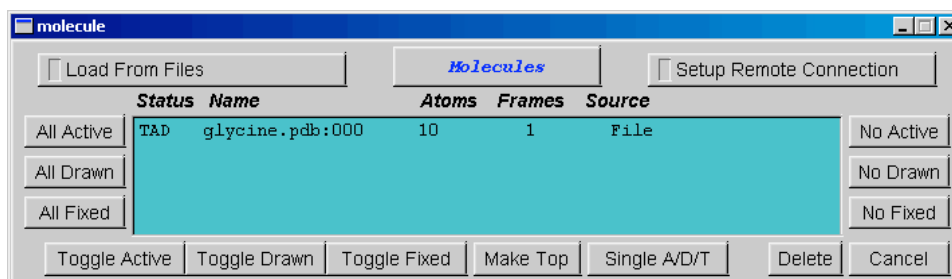 molecule
Load From Files Molecules Setup Remote Connection
Status Name Atoms Frames Source
All Active TAD glycine.pdb:000 10 1 File No Active
All Drawn No Drawn
All Fixed No Fixed
Toggle Active Toggle Drawn Toggle Fixed Make Top Single A/D/T Delete Cancel